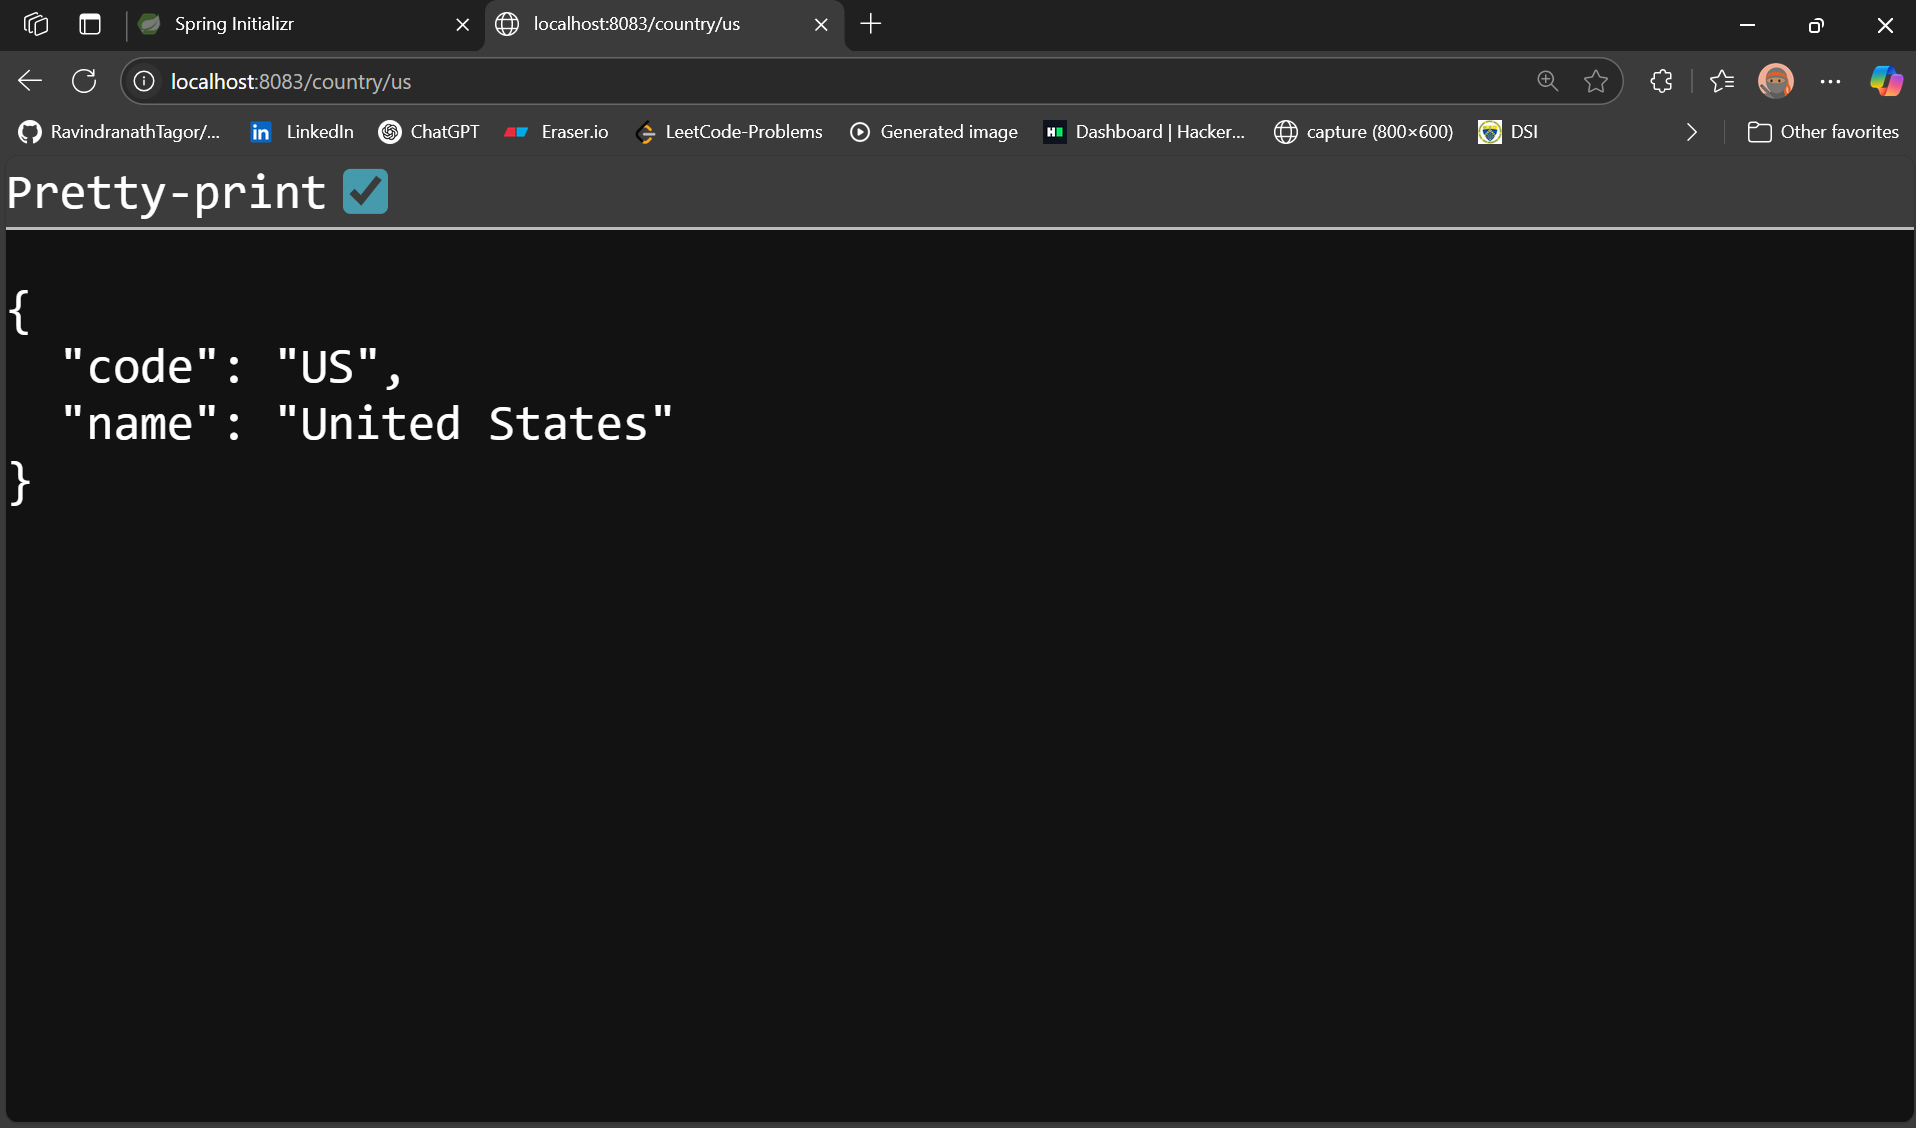 Spring Initializr
localhost:8083/country/us
localhost:8083/country/us
RavindranathTagor/...
LinkedIn
ChatGPT
Eraser.io
LeetCode-Problems
Generated image
Dashboard | Hacker...
capture (800×600)
DSI
Other favorites
Pretty-print
{
  "code": "US",
  "name": "United States"
}